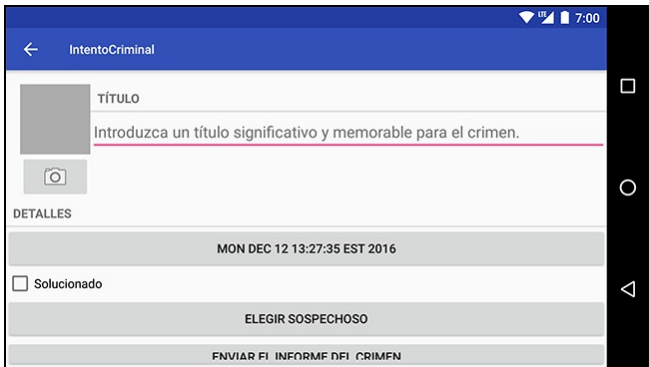 LTE 7:00
IntentoCriminal
TÍTULO
Introduzca un título significativo y memorable para el crimen.
DETALLES
MON DEC 12 13:27:35 EST 2016
Solucionado
ELEGIR SOSPECHOSO
ENVIAR EL INFORME DEL CRIMEN